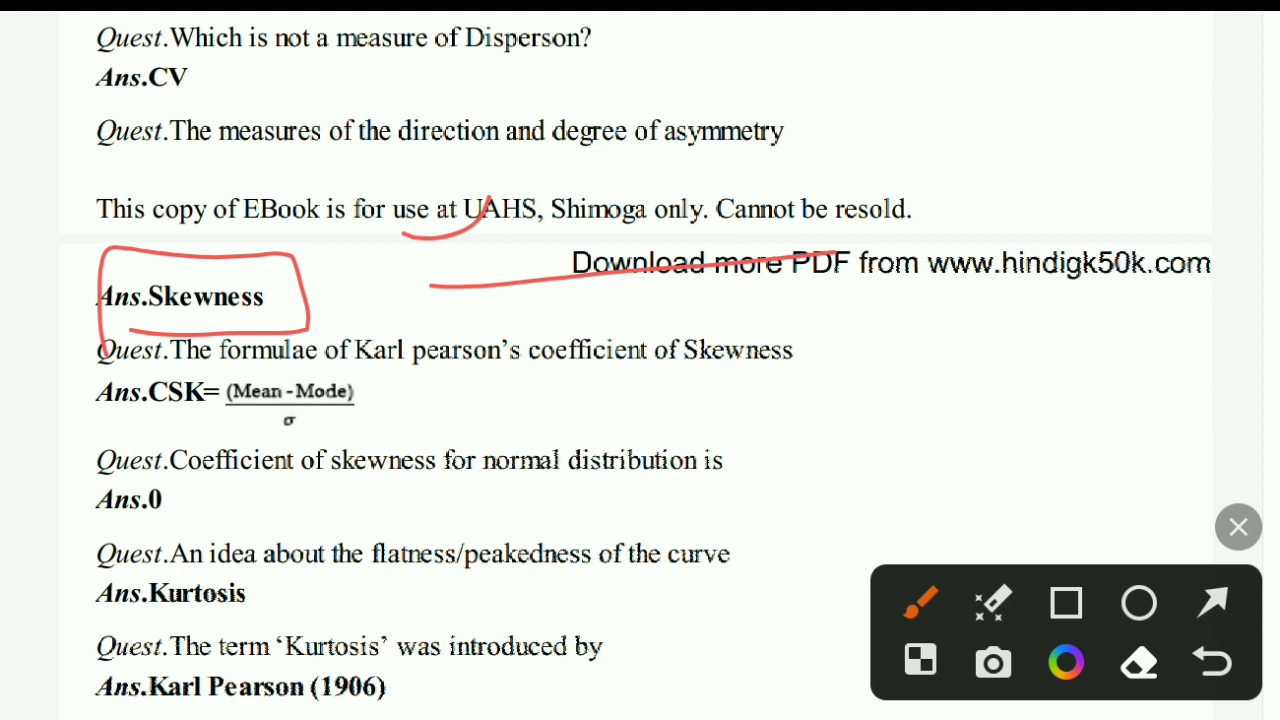 Quest.Which is not a measure of Disperson?
Ans.CV
Quest.The measures of the direction and degree of asymmetry
This copy of EBook is for use at UAHS, Shimoga only. Cannot be resold.
Download more PDF from www.hindigk50k.com
Ans.Skewness
Quest.The formulae of Karl pearson's coefficient of Skewness
Ans.CSK= (Mean - Mode)
σ
Quest.Coefficient of skewness for normal distribution is
Ans.0
Quest.An idea about the flatness/peakedness of the curve
Ans.Kurtosis
Quest.The term ‘Kurtosis’ was introduced by
Ans.Karl Pearson (1906)